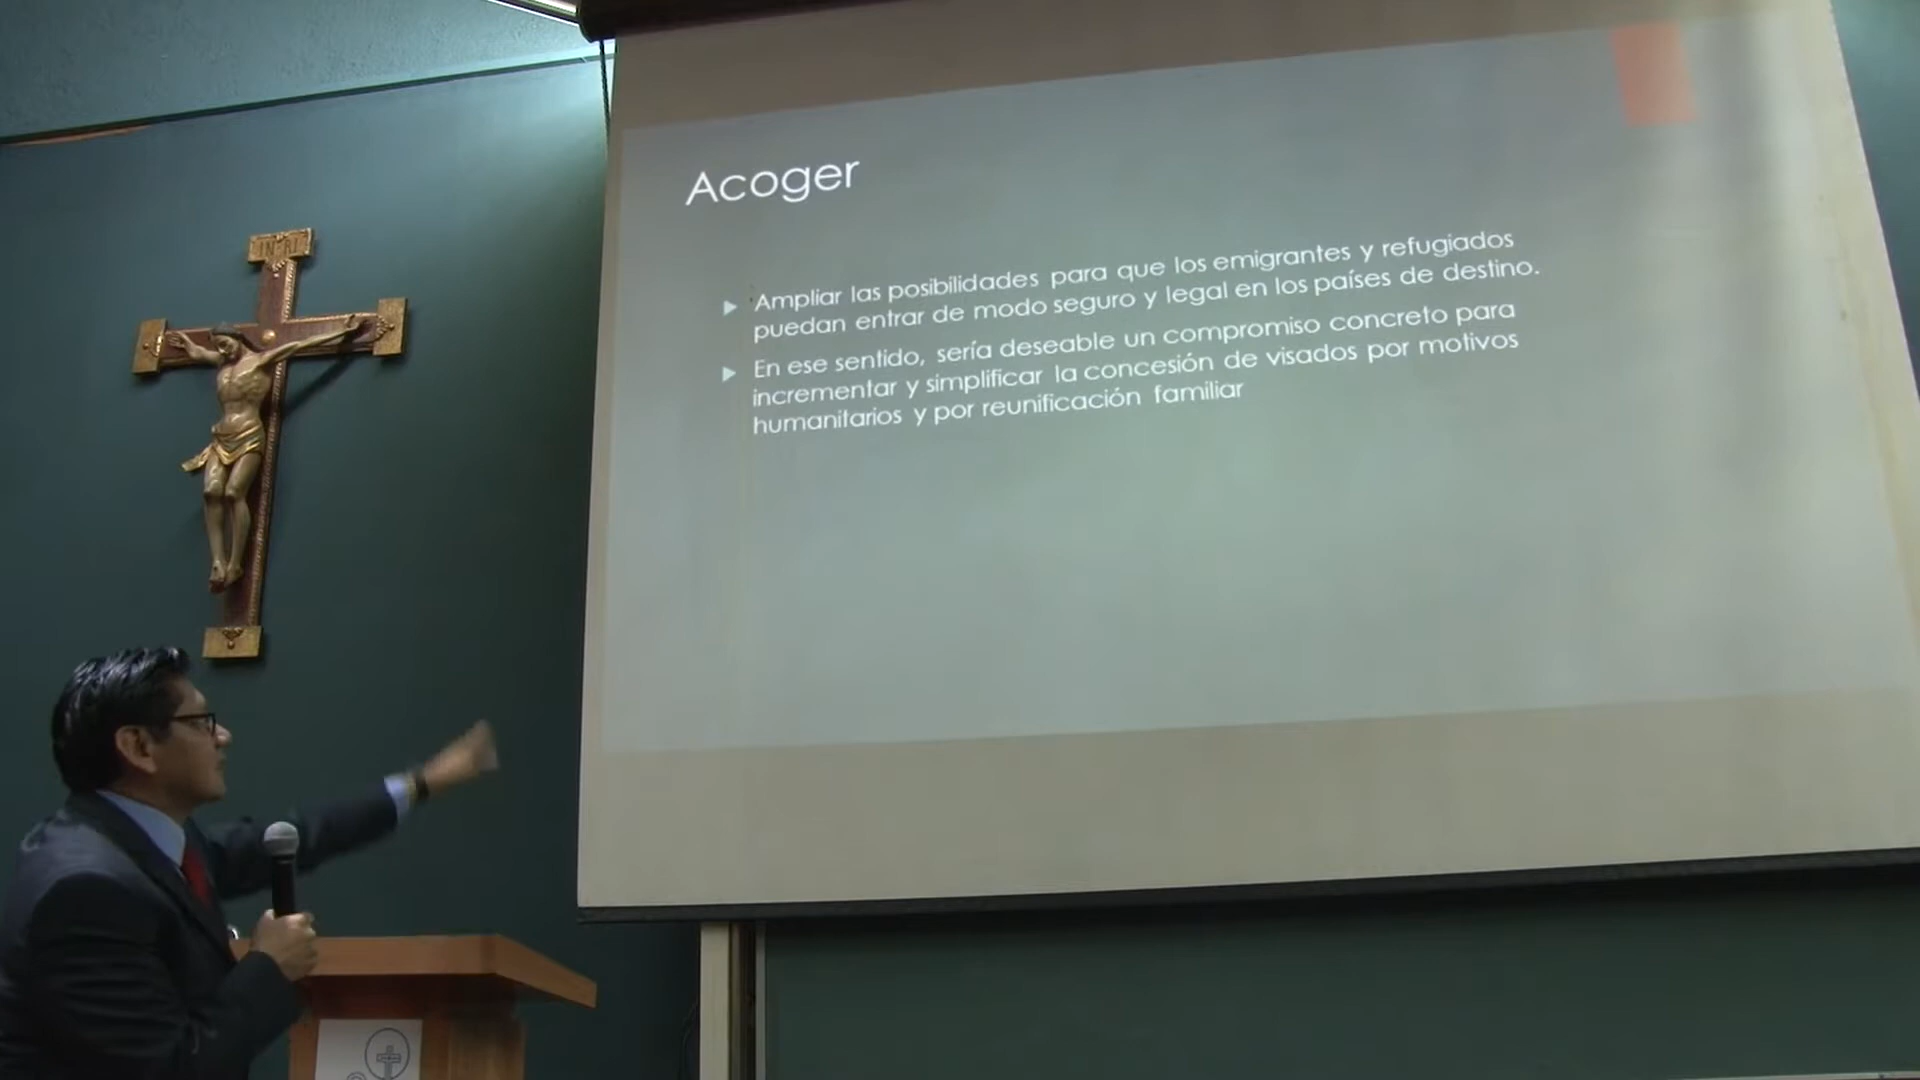 INRI
Acoger
Ampliar las posibilidades para que los emigrantes y refugiados
puedan entrar de modo seguro y legal en los países de destino.
En ese sentido, sería deseable un compromiso concreto para
incrementar y simplificar la concesión de visados por motivos
humanitarios y por reunificación familiar